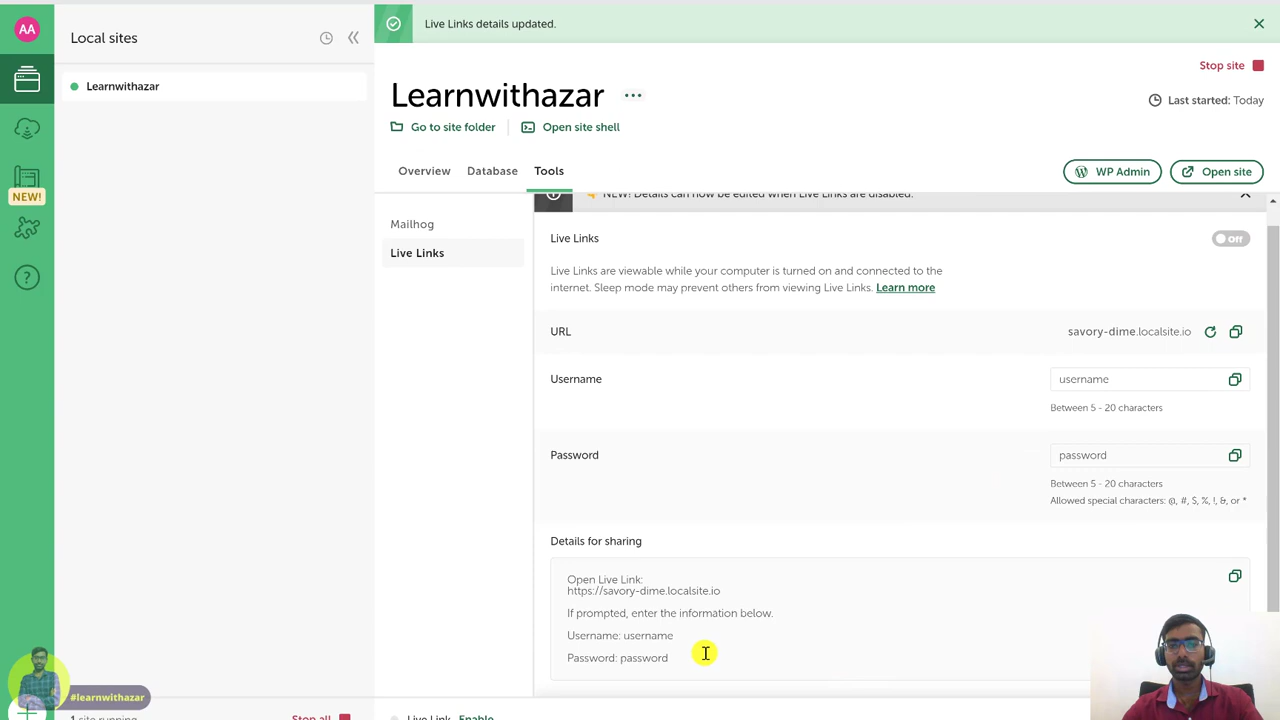 AA
Local sites
Live Links details updated.
Learnwithazar
Learnwithazar
Stop site
Last started: Today
Go to site folder
Open site shell
NEW!
Overview
Database
Tools
WP Admin
Open site
Mailhog
Live Links
NEW! Details can now be edited when Live Links are disabled.
Live Links
Off
Live Links are viewable while your computer is turned on and connected to the
internet. Sleep mode may prevent others from viewing Live Links. Learn more
URL
savory-dime.localsite.io
Username
username
Between 5 - 20 characters
Password
password
Between 5 - 20 characters
Allowed special characters: @, #, $, %, !, &, or *
Details for sharing
Open Live Link:
https://savory-dime.localsite.io
If prompted, enter the information below.
Username: username
Password: password
#learnwithazar
1 site running
Stop all
Live Link
Enable